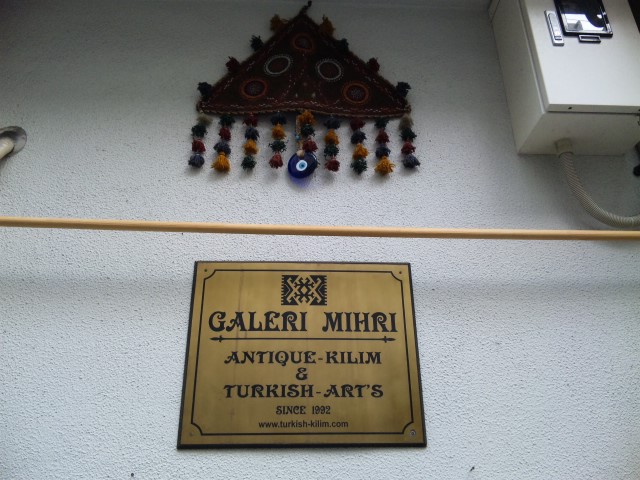 GALERI MIHRI
ANTIQUE-KILIM
&
TURKISH-ART'S
SINCE 1992
www.turkish-kilim.com